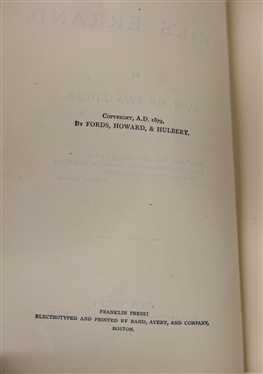 COPYRIGHT, A.D. 1879,
BY FORDS, HOWARD, & HULBERT.
FRANKLIN PRESS:
ELECTROTYPED AND PRINTED BY RAND, AVERY, AND COMPANY,
BOSTON.